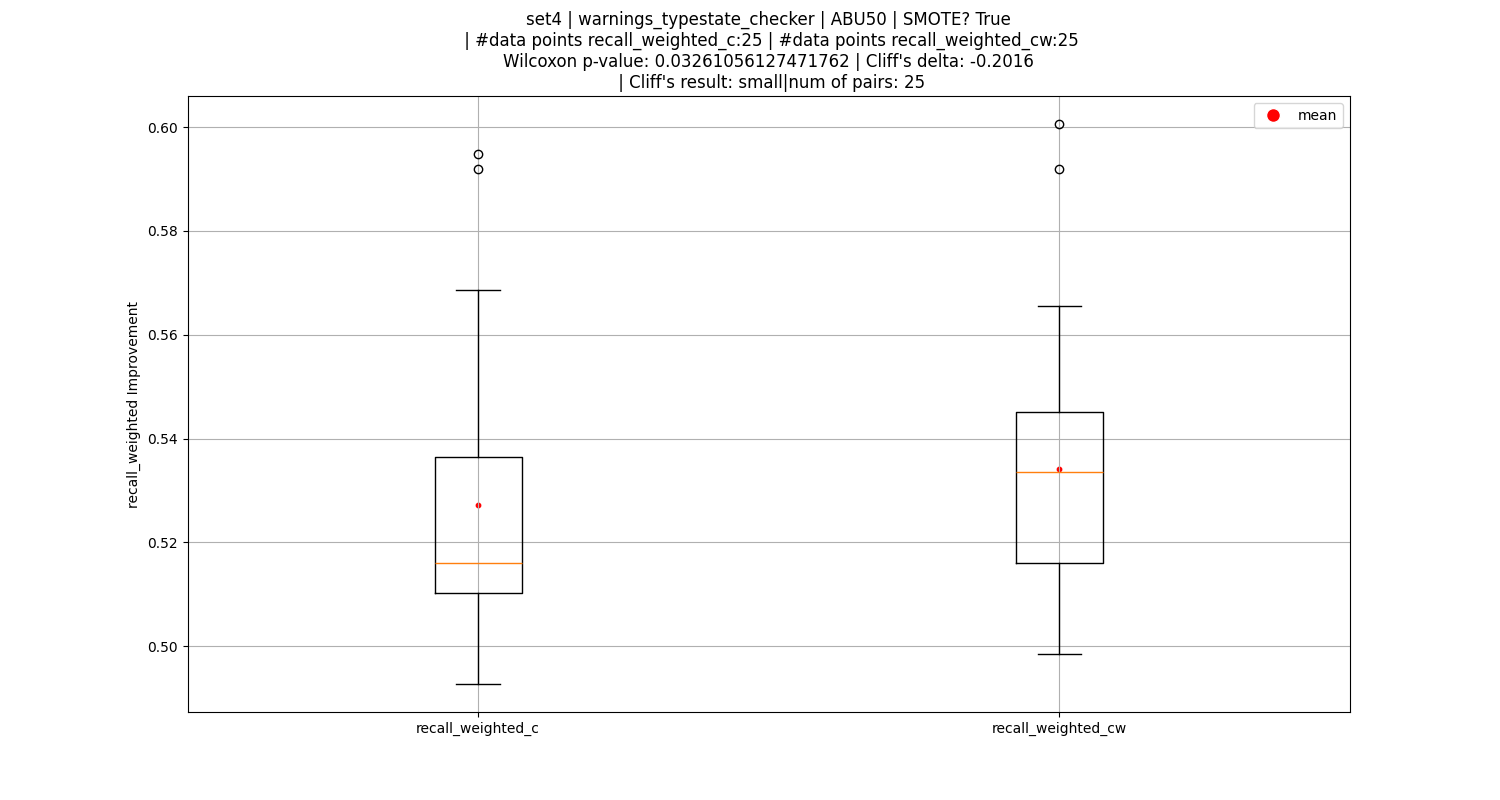 set4 | warnings_typestate_checker | ABU50 | SMOTE? True
| #data points recall_weighted_c:25 | #data points recall_weighted_cw:25
Wilcoxon p-value: 0.03261056127471762 | Cliff's delta: -0.2016
| Cliff's result: small|num of pairs: 25
mean
0.60
0.58
0.56
0.54
0.52
0.50
recall_weighted Improvement
recall_weighted_c
recall_weighted_cw